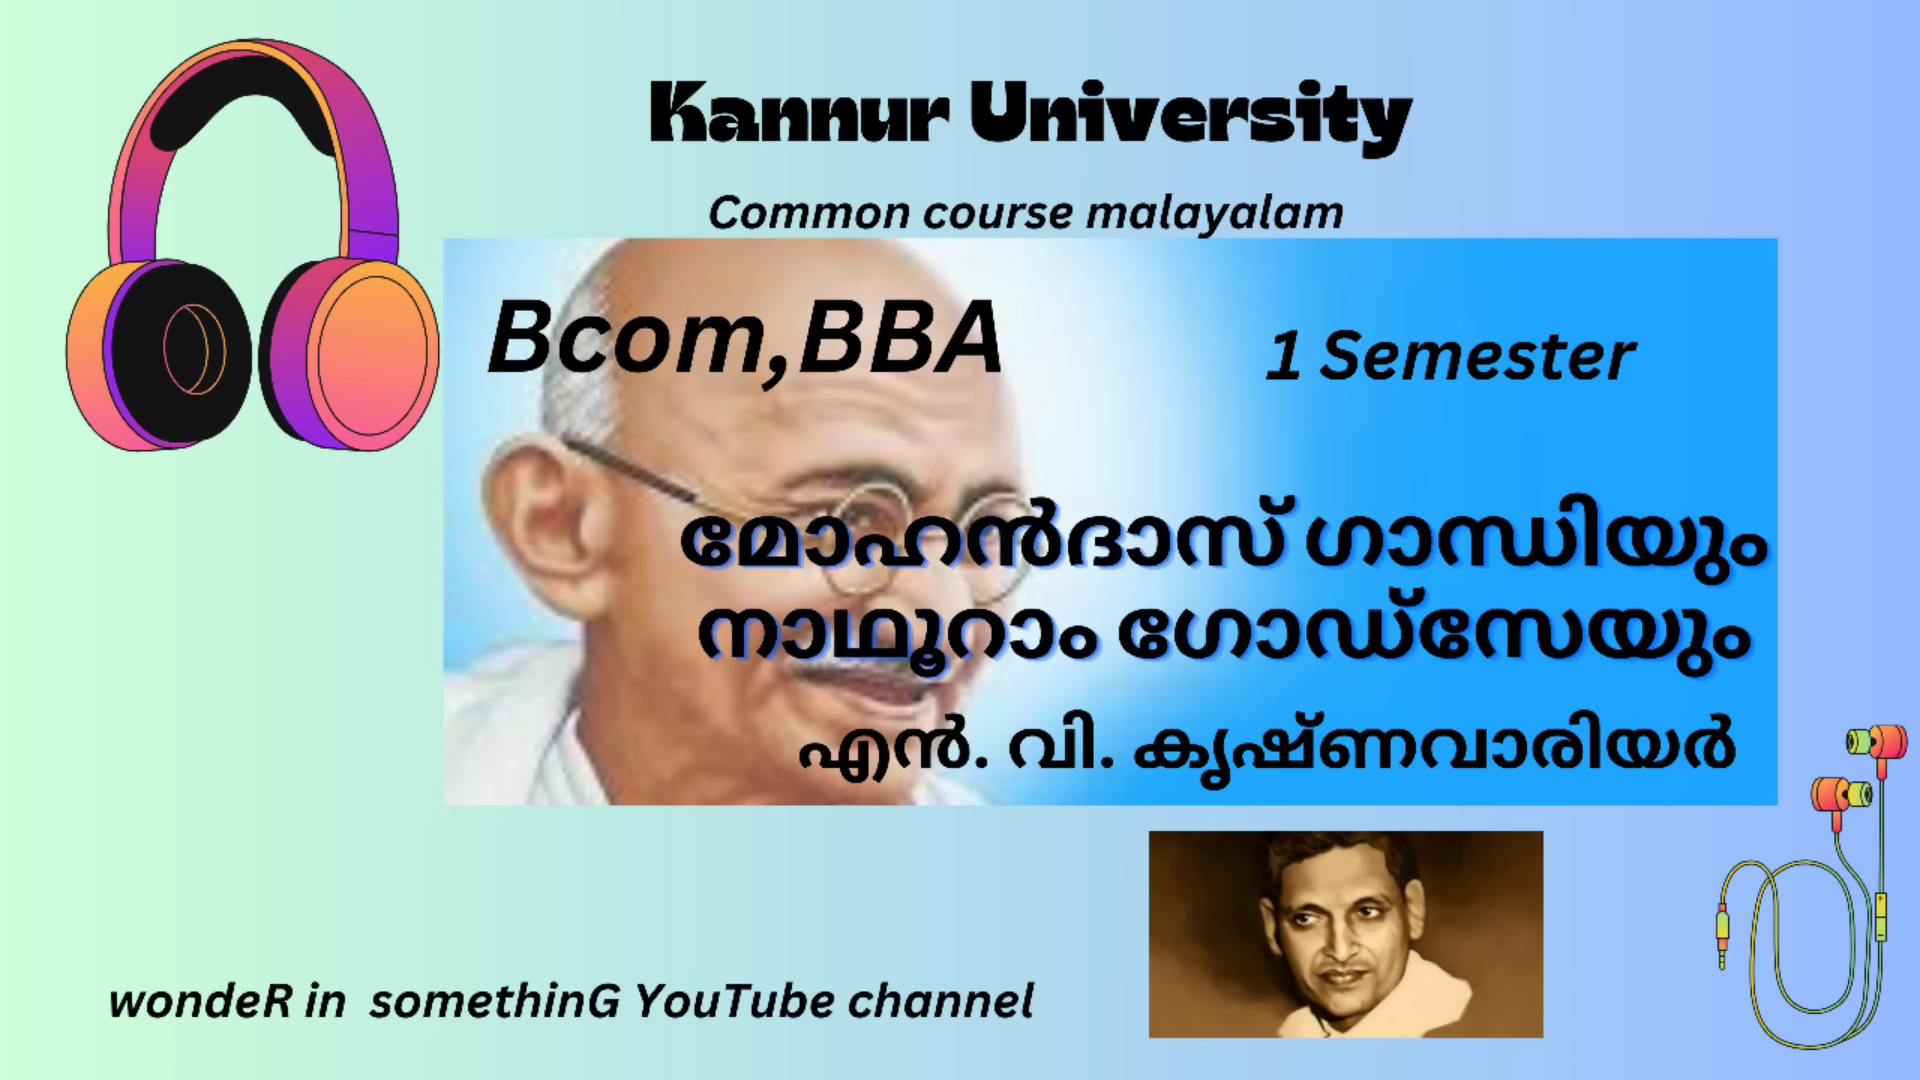 Kannur University
Common course malayalam
Bcom,BBA
1 Semester
മോഹൻദാസ് ഗാന്ധിയും
നാഥൂറാം ഗോഡ്സേയും
എൻ. വി. കൃഷ്ണവാരിയർ
wondeR in somethinG YouTube channel